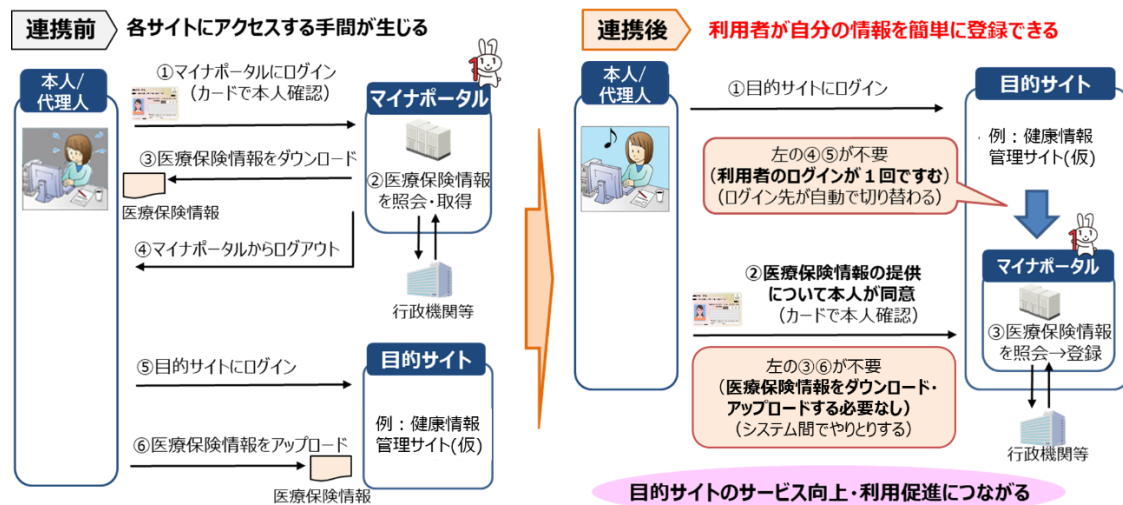 連携前
各サイトにアクセスする手間が生じる
本人/
代理人
①マイナポータルにログイン
(カードで本人確認)
マイナポータル
③医療保険情報をダウンロード
医療保険情報
②医療保険情報
を照会・取得
④マイナポータルからログアウト
行政機関等
⑤目的サイトにログイン
目的サイト
例：健康情報
管理サイト(仮)
⑥医療保険情報をアップロード
医療保険情報
連携後
利用者が自分の情報を簡単に登録できる
本人/
代理人
①目的サイトにログイン
目的サイト
例：健康情報
管理サイト(仮)
左の④⑤が不要
(利用者のログインが１回ですむ)
(ログイン先が自動で切り替わる)
②医療保険情報の提供
について本人が同意
(カードで本人確認)
マイナポータル
③医療保険情報
を照会→登録
左の③⑥が不要
(医療保険情報をダウンロード・
アップロードする必要なし)
(システム間でやりとりする)
行政機関等
目的サイトのサービス向上・利用促進につながる